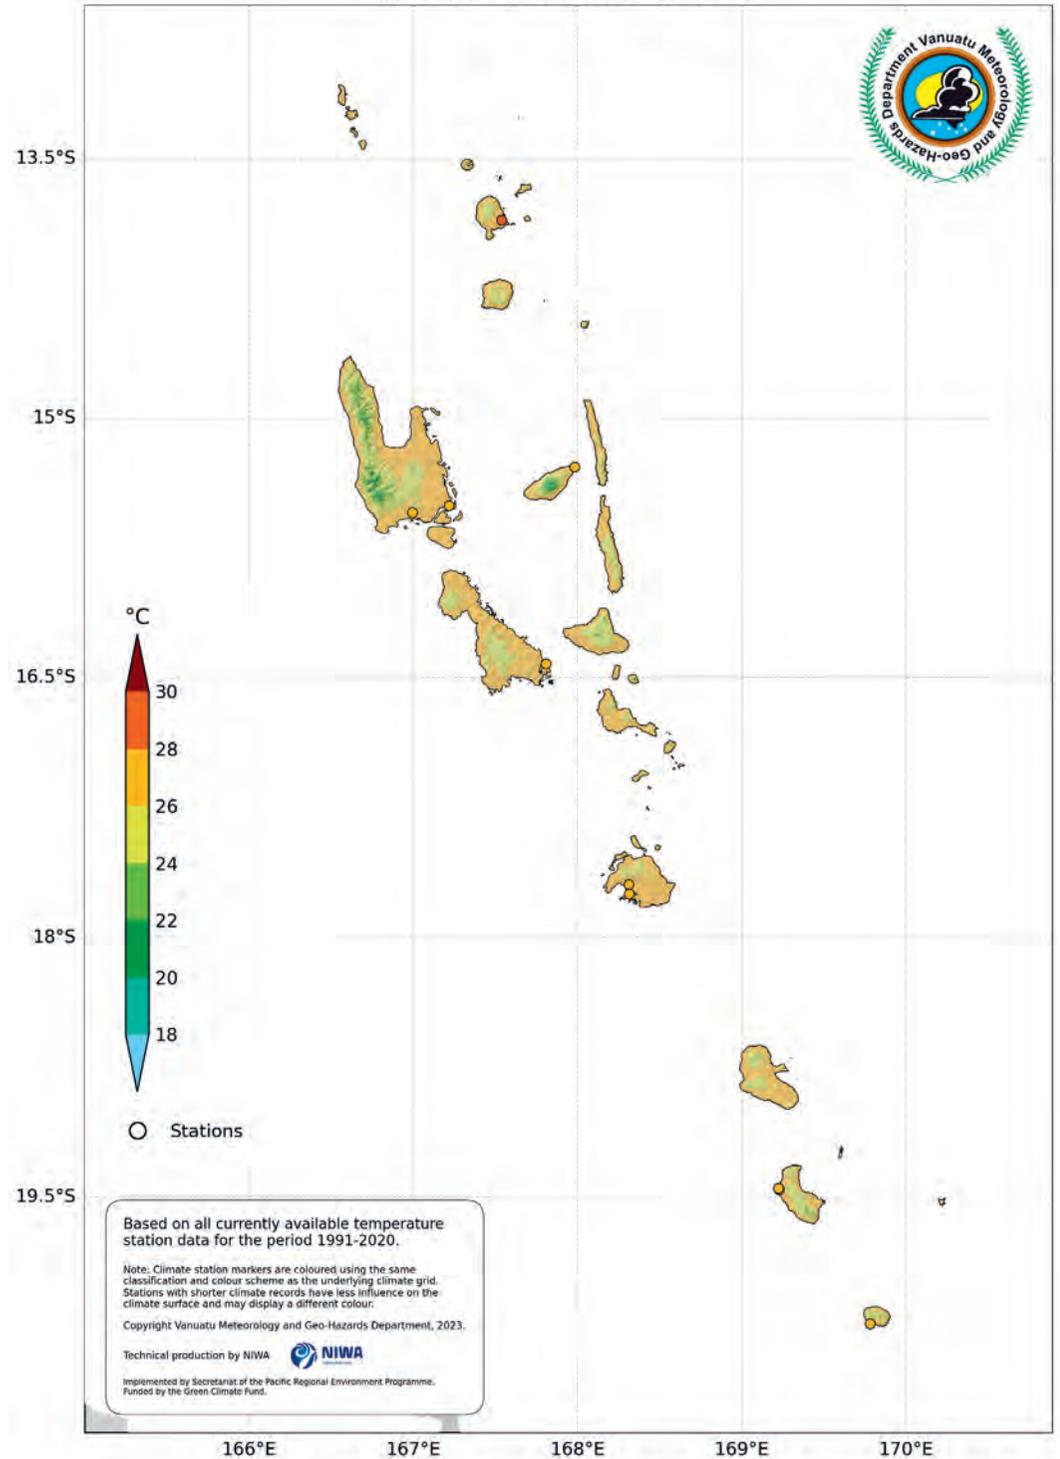 Department Vanuatu Meteorology and Geo-Hazards
13.5°S
15°S
16.5°S
18°S
19.5°S
°C
30
28
26
24
22
20
18
Stations
Based on all currently available temperature
station data for the period 1991-2020.
Note: Climate station markers are coloured using the same
classification and colour scheme as the underlying climate grid.
Stations with shorter climate records have less influence on the
climate surface and may display a different colour.
Copyright Vanuatu Meteorology and Geo-Hazards Department, 2023.
Technical production by NIWA NIWA
Implemented by Secretariat of the Pacific Regional Environment Programme.
Funded by the Green Climate Fund.
166°E 167°E 168°E 169°E 170°E